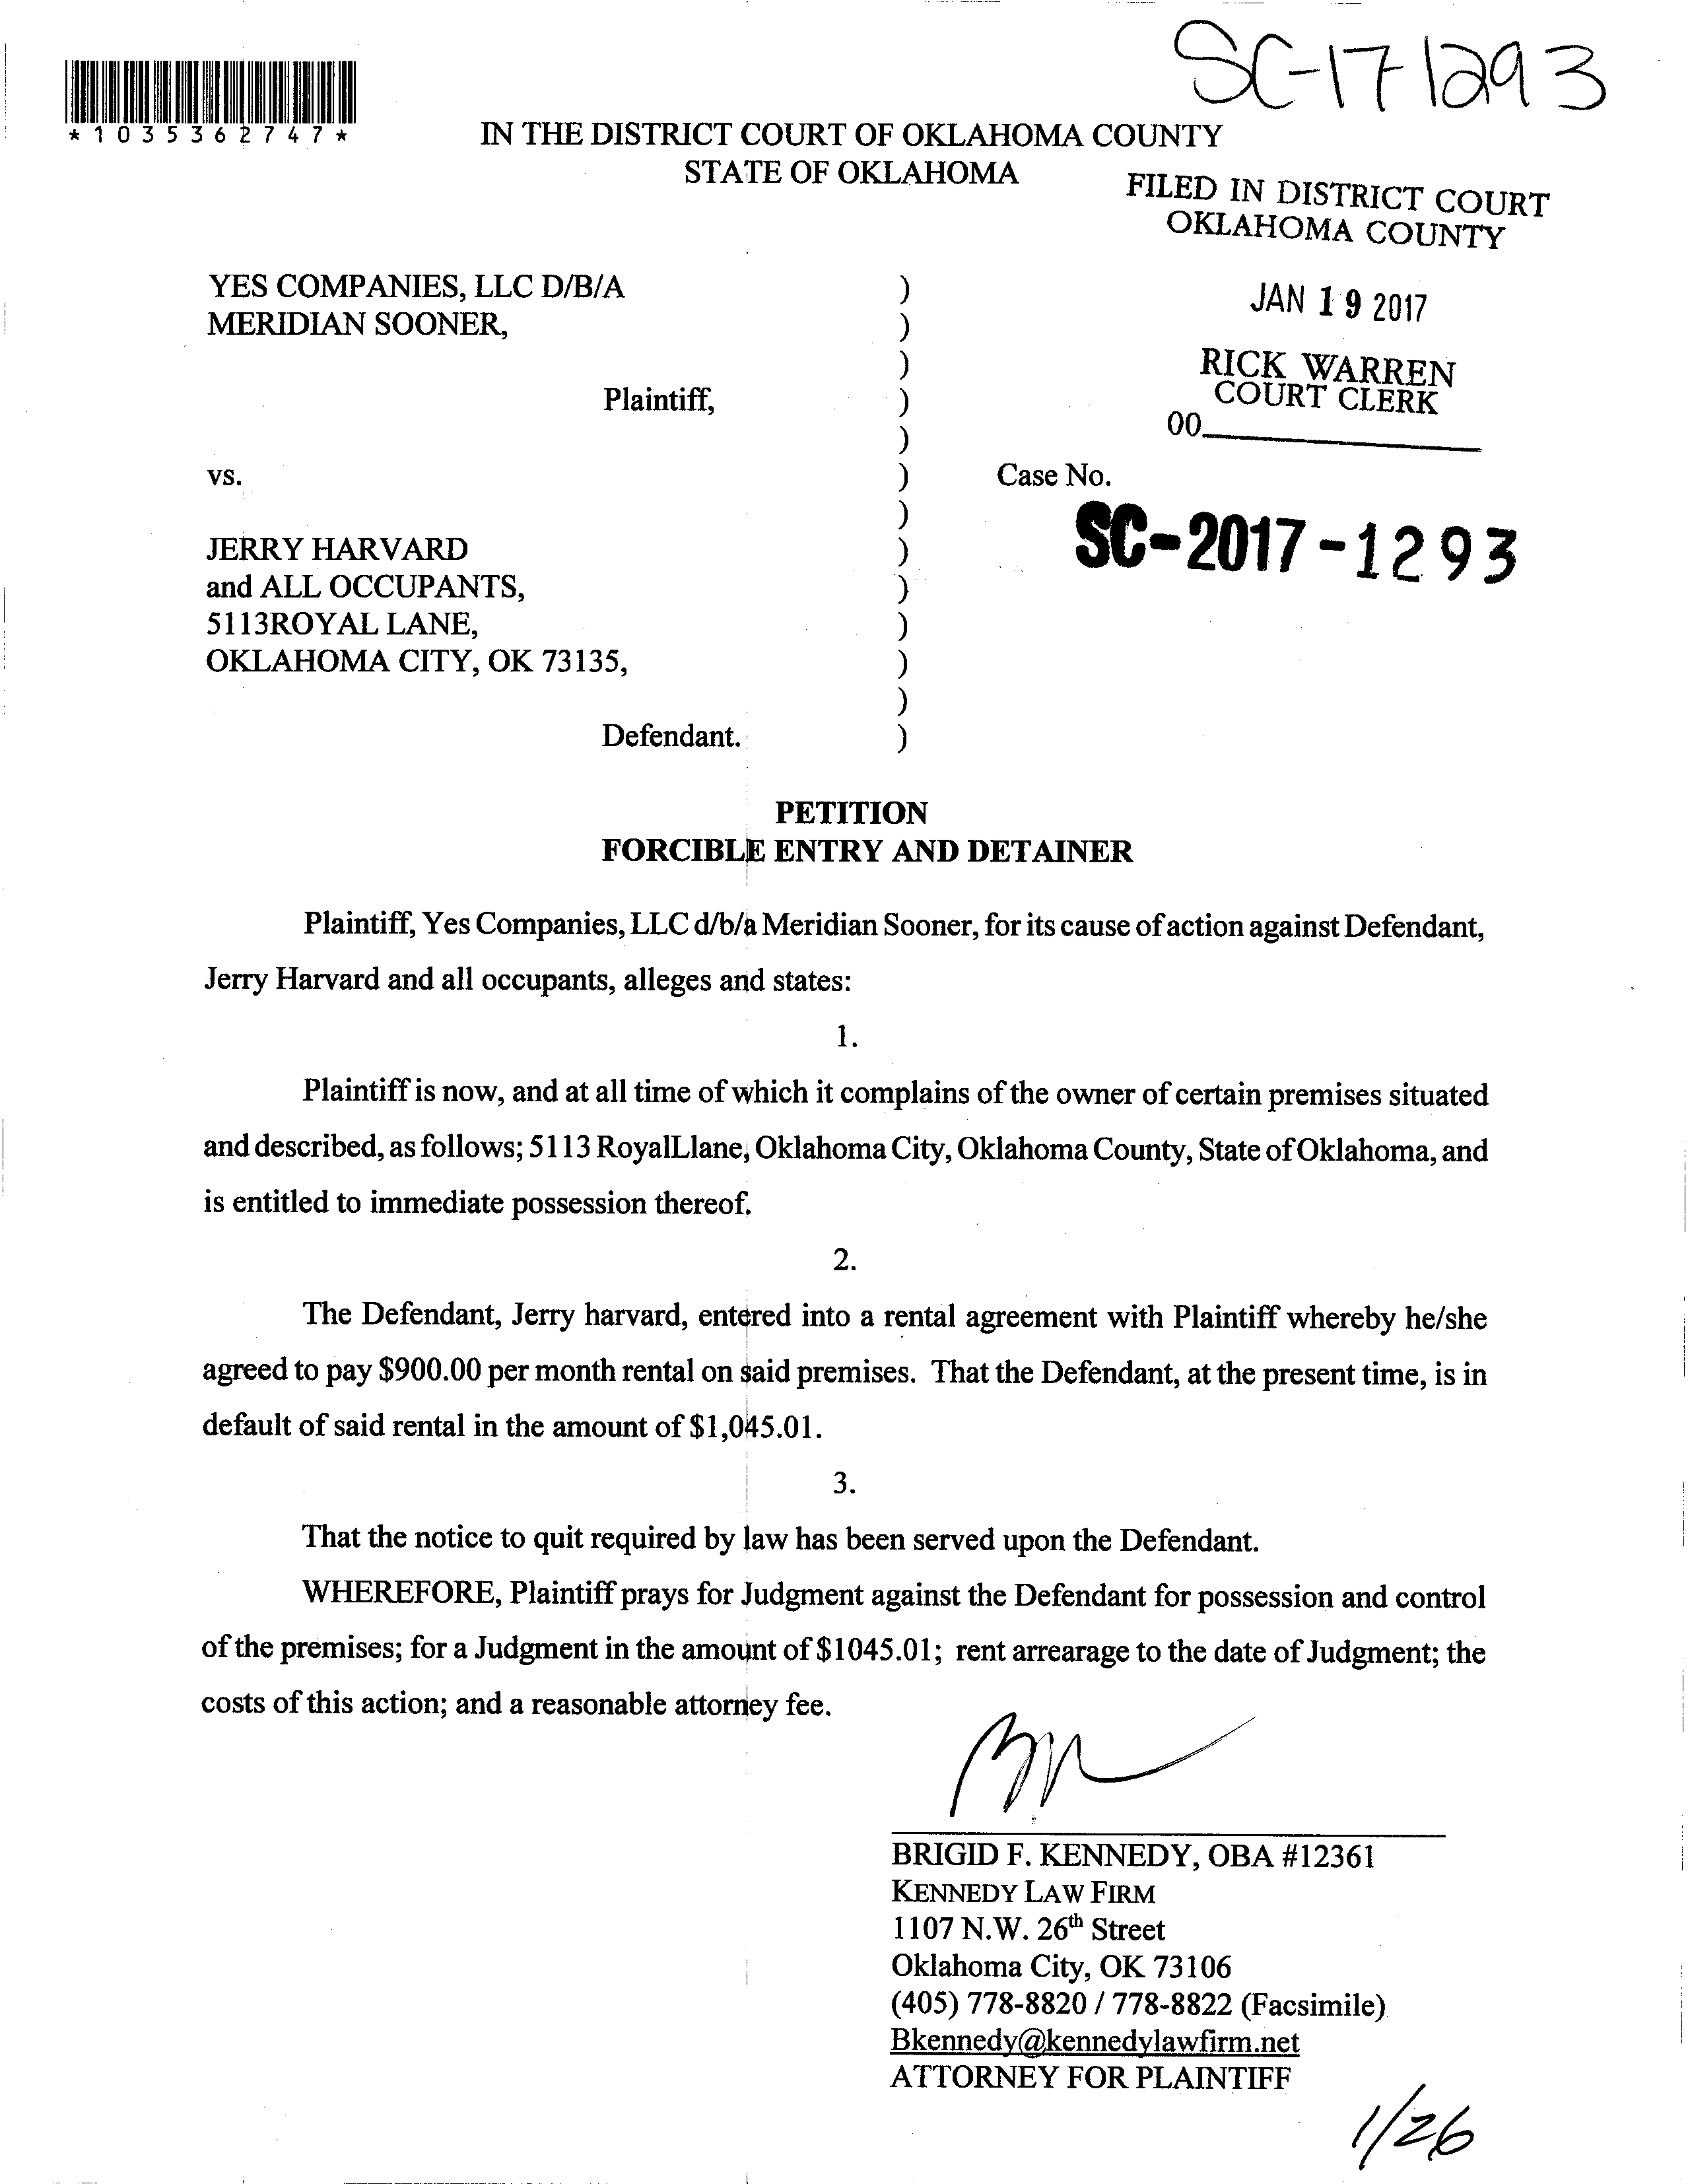 SC-17 1293
*1035362747*
IN THE DISTRICT COURT OF OKLAHOMA COUNTY
STATE OF OKLAHOMA
FILED IN DISTRICT COURT
OKLAHOMA COUNTY
YES COMPANIES, LLC D/B/A )
MERIDIAN SOONER, )
JAN 19 2017
)
RICK WARREN
COURT CLERK
Plaintiff, )
00
)
vs. ) Case No.
)
SC-2017-1293
JERRY HARVARD )
and ALL OCCUPANTS, )
5113ROYAL LANE, )
OKLAHOMA CITY, OK 73135, )
)
Defendant. )
PETITION
FORCIBLE ENTRY AND DETAINER
Plaintiff, Yes Companies, LLC d/b/a Meridian Sooner, for its cause of action against Defendant,
Jerry Harvard and all occupants, alleges and states:
1.
Plaintiff is now, and at all time of which it complains of the owner of certain premises situated
and described, as follows; 5113 RoyalLlane, Oklahoma City, Oklahoma County, State of Oklahoma, and
is entitled to immediate possession thereof.
2.
The Defendant, Jerry harvard, entered into a rental agreement with Plaintiff whereby he/she
agreed to pay $900.00 per month rental on said premises. That the Defendant, at the present time, is in
default of said rental in the amount of $1,045.01.
3.
That the notice to quit required by law has been served upon the Defendant.
WHEREFORE, Plaintiff prays for Judgment against the Defendant for possession and control
of the premises; for a Judgment in the amount of $1045.01; rent arrearage to the date of Judgment; the
costs of this action; and a reasonable attorney fee.
BRIGID F. KENNEDY, OBA #12361
KENNEDY LAW FIRM
1107 N.W. 26th Street
Oklahoma City, OK 73106
(405) 778-8820 / 778-8822 (Facsimile)
Bkennedy@kennedylawfirm.net
ATTORNEY FOR PLAINTIFF
1/26